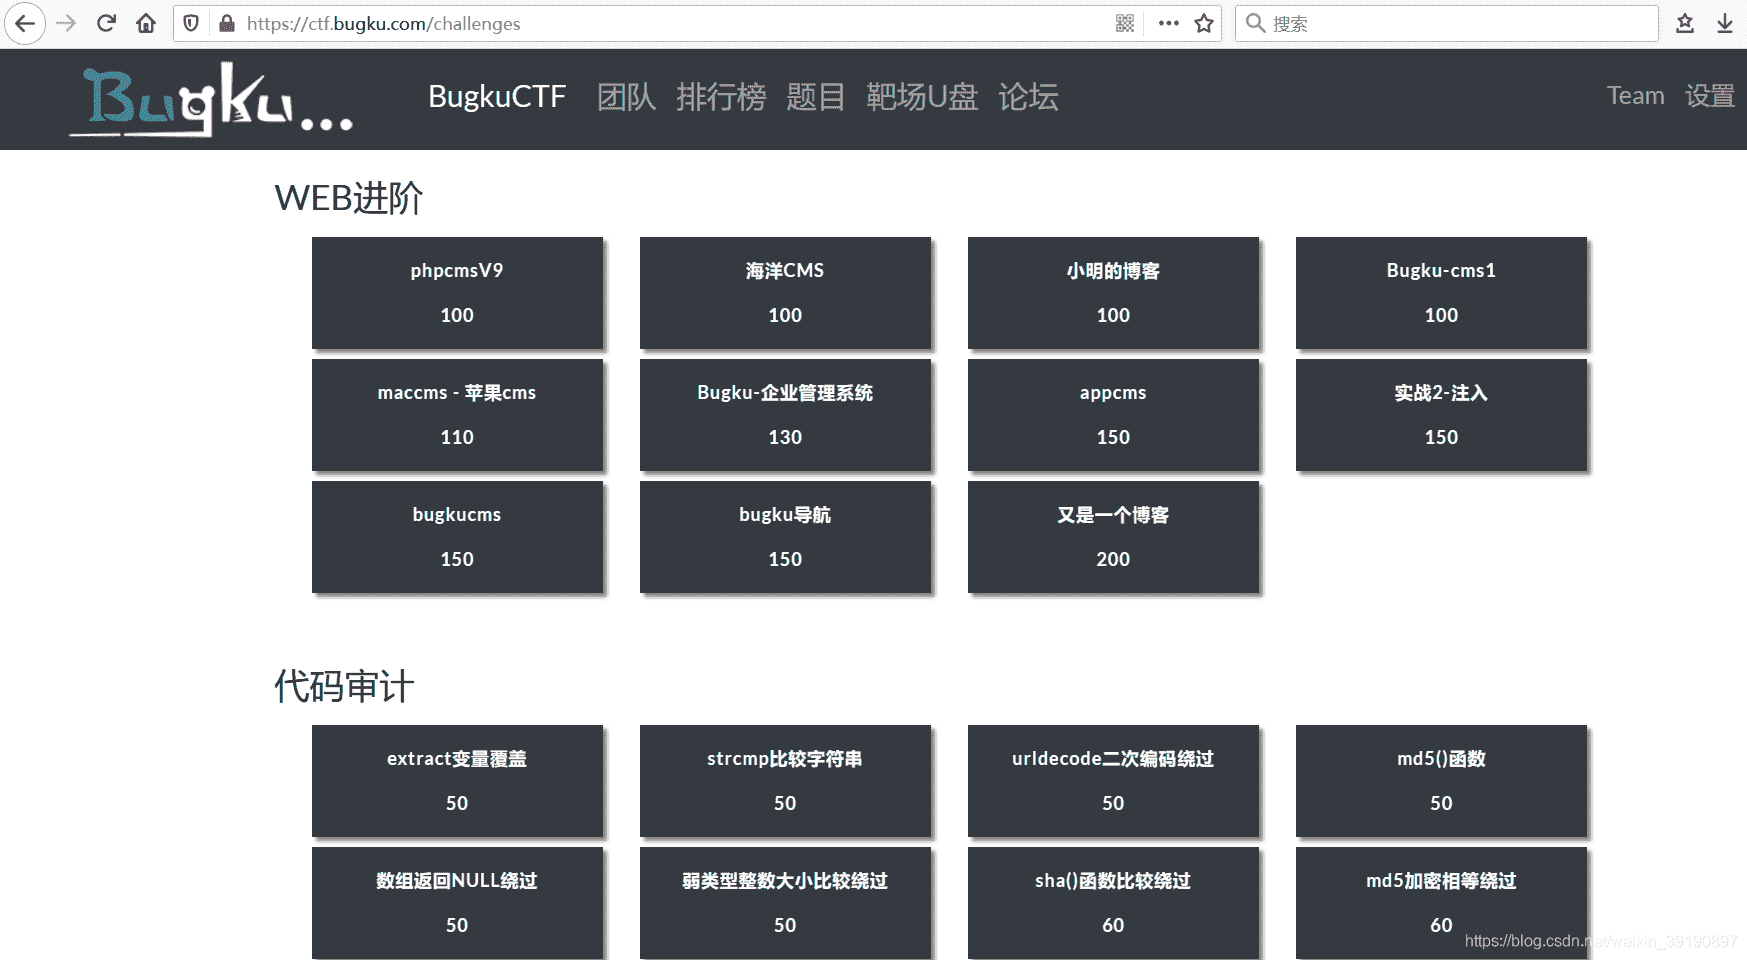 https://ctf.bugku.com/challenges
搜索
Bugku...
BugkuCTF 团队 排行榜 题目 靶场U盘 论坛 Team 设置
WEB进阶
phpcmsV9 海洋CMS 小明的博客 Bugku-cms1
100 100 100 100
maccms - 苹果cms Bugku-企业管理系统 appcms 实战2-注入
110 130 150 150
bugkucms bugku导航 又是一个博客
150 150 200
代码审计
extract变量覆盖 strcmp比较字符串 urldecode二次编码绕过 md5()函数
50 50 50 50
数组返回NULL绕过 弱类型整数大小比较绕过 sha()函数比较绕过 md5加密相等绕过
50 50 60 60
https://blog.csdn.net/weixin_39190897